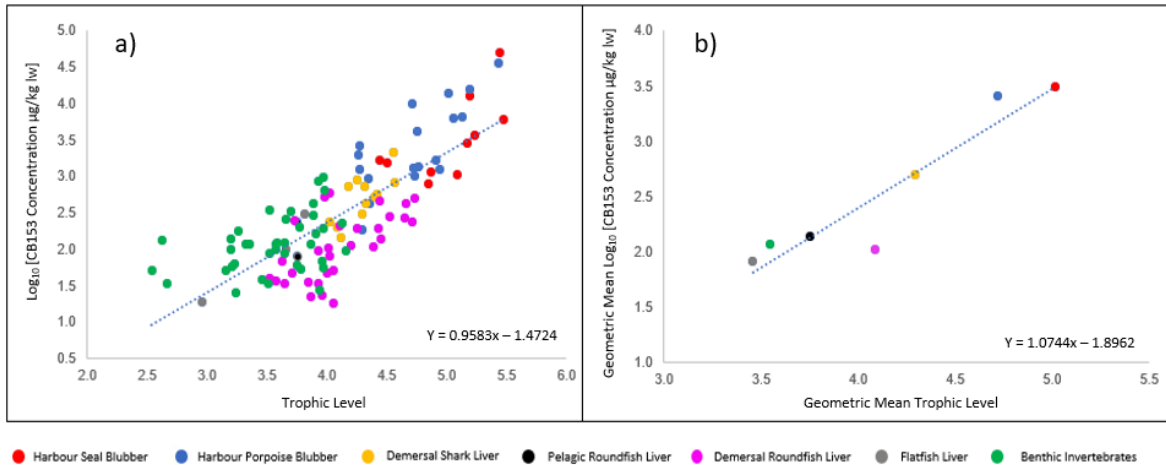 a)
Log10 [CB153 Concentration µg/kg lw]
5.0
4.5
4.0
3.5
3.0
2.5
2.0
1.5
1.0
0.5
Y = 0.9583x – 1.4724
2.0 2.5 3.0 3.5 4.0 4.5 5.0 5.5 6.0
Trophic Level
b)
Geometric Mean Log10 [CB153 Concentration µg/kg lw]
4.0
3.5
3.0
2.5
2.0
1.5
1.0
Y = 1.0744x – 1.8962
3.0 3.5 4.0 4.5 5.0 5.5
Geometric Mean Trophic Level
Harbour Seal Blubber Harbour Porpoise Blubber Demersal Shark Liver Pelagic Roundfish Liver Demersal Roundfish Liver Flatfish Liver Benthic Invertebrates